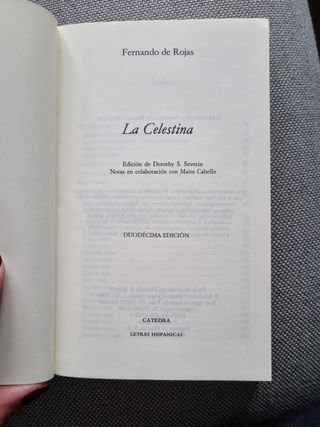 Fernando de Rojas
La Celestina
Edición de Dorothy S. Severin
Notas en colaboración con Maite Cabello
DUODÉCIMA EDICIÓN
CATEDRA
LETRAS HISPANICAS